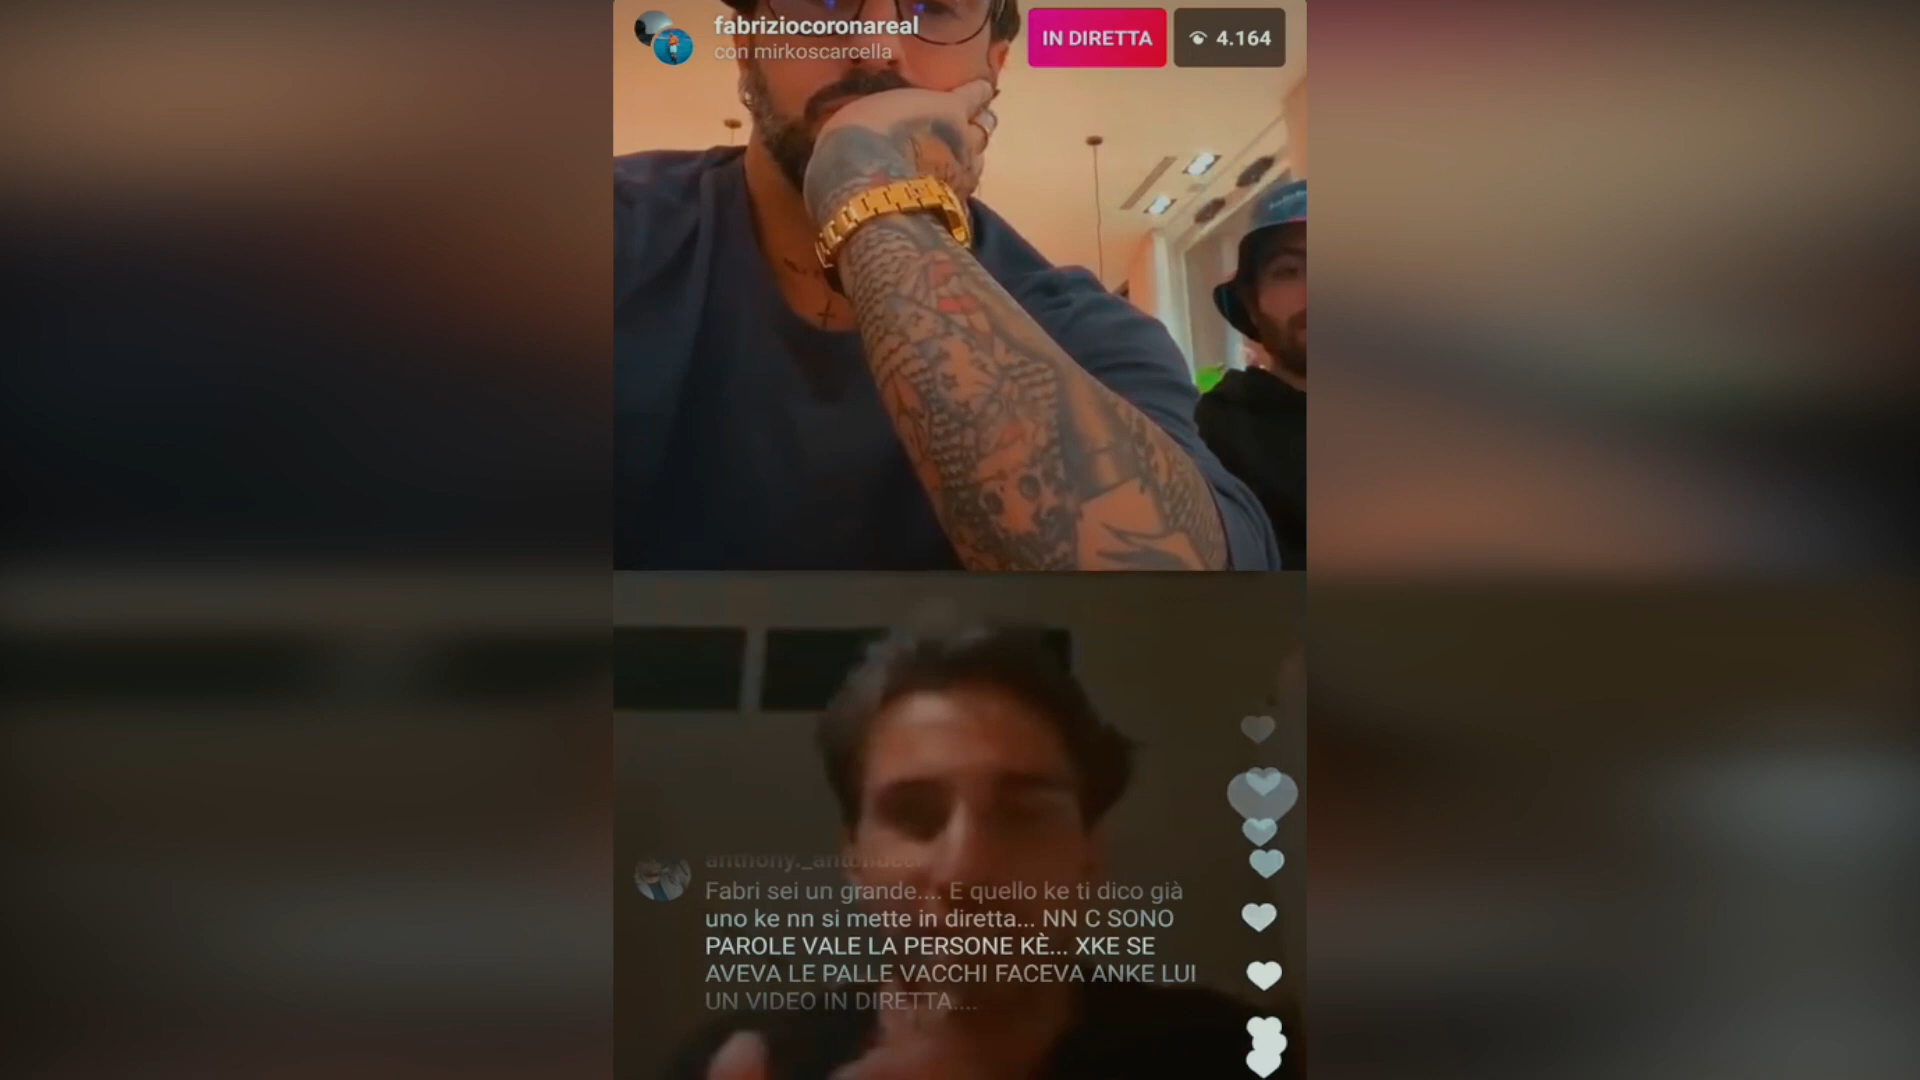 fabriziocoronareal
con mirkoscarcella
IN DIRETTA
4.164
Fabri sei un grande.... E quello ke ti dico già
uno ke nn si mette in diretta... NN C SONO
PAROLE VALE LA PERSONE KÈ... XKE SE
AVEVA LE PALLE VACCHI FACEVA ANKE LUI
UN VIDEO IN DIRETTA....